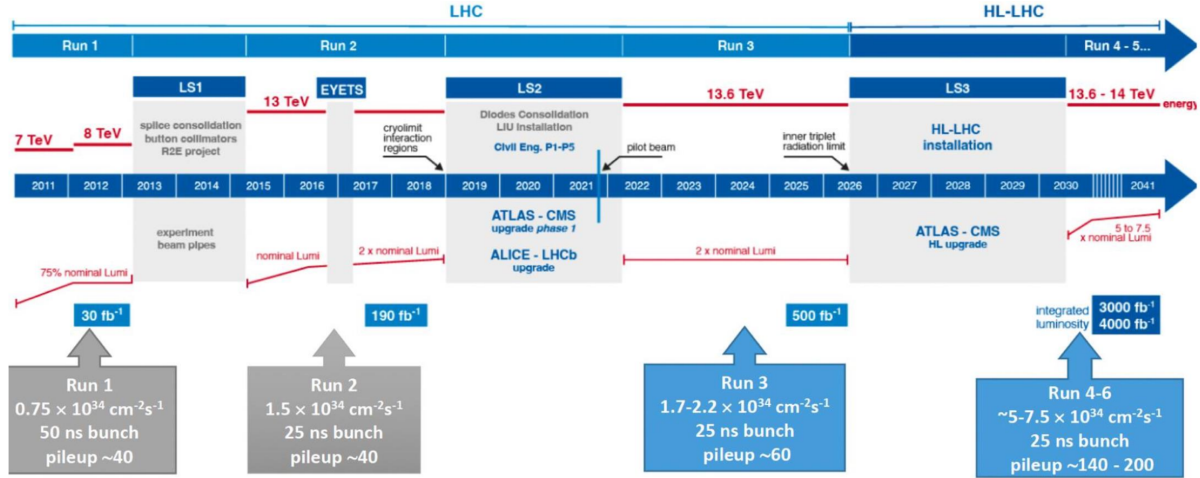 LHC
HL-LHC
Run 1
Run 2
Run 3
Run 4 - 5...
LS1
EYETS
LS2
LS3
13 TeV
13.6 TeV
13.6 - 14 TeV
energy
7 TeV
8 TeV
splice consolidation
button collimators
R2E project
cryolimit
interaction
regions
Diodes Consolidation
LIU Installation
Civil Eng. P1-P5
pilot beam
inner triplet
radiation limit
HL-LHC
installation
2011
2012
2013
2014
2015
2016
2017
2018
2019
2020
2021
2022
2023
2024
2025
2026
2027
2028
2029
2030
2041
experiment
beam pipes
ATLAS - CMS
upgrade phase 1
ALICE - LHCb
upgrade
ATLAS - CMS
HL upgrade
5 to 7.5
x nominal Lumi
75% nominal Lumi
nominal Lumi
2 x nominal Lumi
2 x nominal Lumi
30 fb⁻¹
190 fb⁻¹
500 fb⁻¹
integrated
luminosity
3000 fb⁻¹
4000 fb⁻¹
Run 1
0.75 × 10³⁴ cm⁻²s⁻¹
50 ns bunch
pileup ~40
Run 2
1.5 × 10³⁴ cm⁻²s⁻¹
25 ns bunch
pileup ~40
Run 3
1.7-2.2 × 10³⁴ cm⁻²s⁻¹
25 ns bunch
pileup ~60
Run 4-6
~5-7.5 × 10³⁴ cm⁻²s⁻¹
25 ns bunch
pileup ~140 - 200